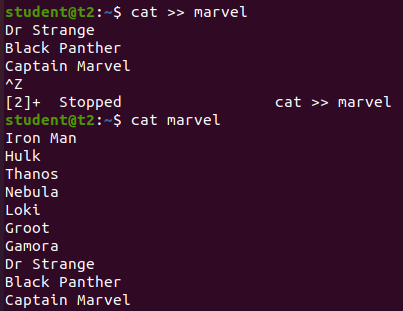 student@t2:~$ cat >> marvel
Dr Strange
Black Panther
Captain Marvel
^Z
[2]+  Stopped                 cat >> marvel
student@t2:~$ cat marvel
Iron Man
Hulk
Thanos
Nebula
Loki
Groot
Gamora
Dr Strange
Black Panther
Captain Marvel